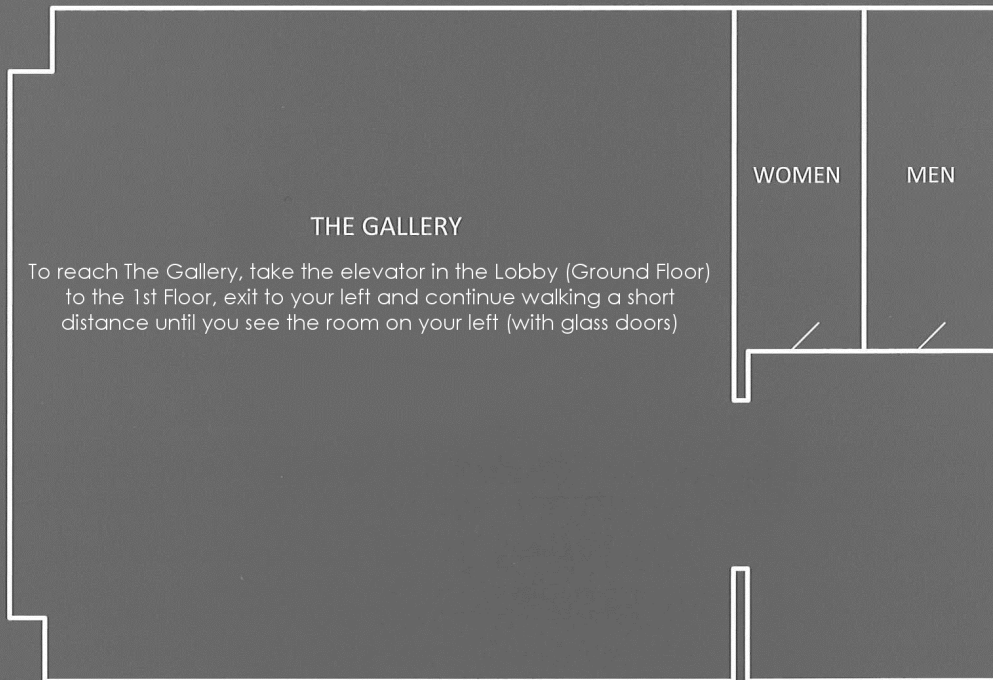 WOMEN
MEN
THE GALLERY
To reach The Gallery, take the elevator in the Lobby (Ground Floor)
to the 1st Floor, exit to your left and continue walking a short
distance until you see the room on your left (with glass doors)